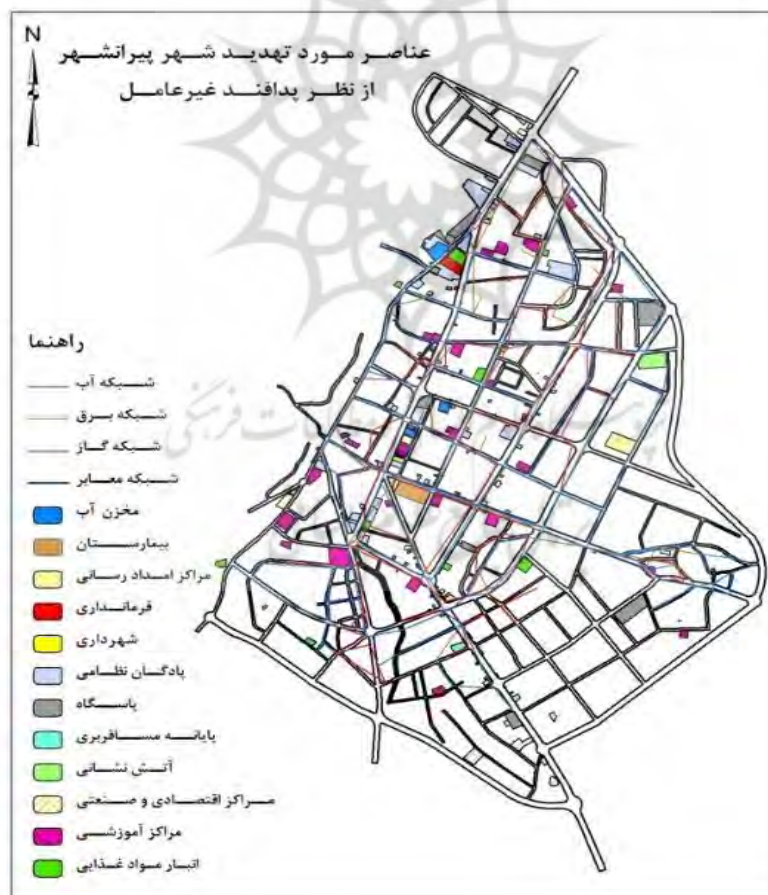 N
عناصر مورد تهدید شهر پیرانشهر
از نظر پدافند غیرعامل
راهنما
شبکه آب
شبکه برق
شبکه گاز
شبکه معابر
مخزن آب
بیمارستان
مراکز امداد رسانی
فرمانداری
شهرداری
پادگان نظامی
پاسگاه
پایانه مسافربری
آتش نشانی
مراکز اقتصادی و صنعتی
مراکز آموزشی
انبار مواد غذایی